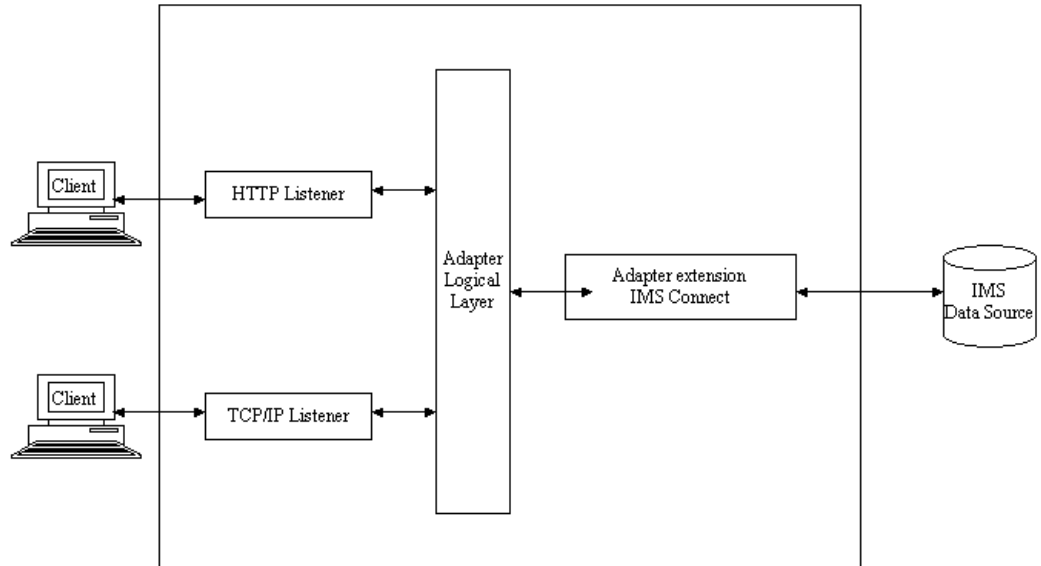 Client
HTTP Listener
Adapter
Logical
Layer
Adapter extension
IMS Connect
IMS
Data Source
Client
TCP/IP Listener